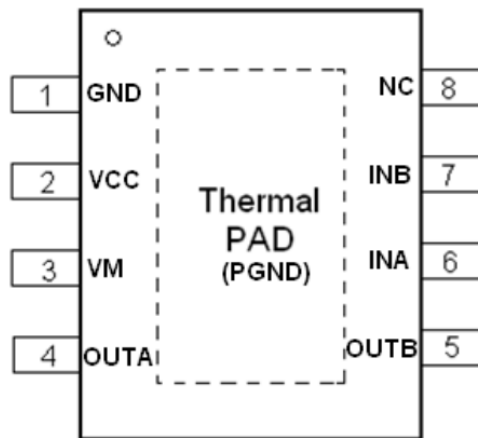 1 GND
2 VCC
3 VM
4 OUTA
Thermal
PAD
(PGND)
NC 8
INB 7
INA 6
OUTB 5